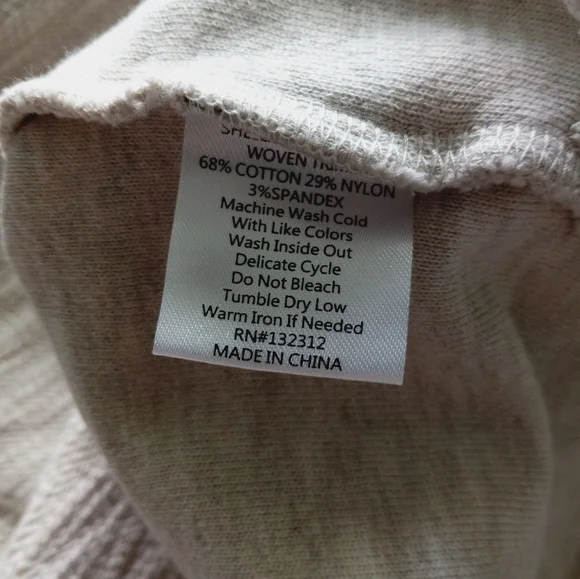 WOVEN
68% COTTON 29% NYLON
3%SPANDEX
Machine Wash Cold
With Like Colors
Wash Inside Out
Delicate Cycle
Do Not Bleach
Tumble Dry Low
Warm Iron If Needed
RN#132312
MADE IN CHINA